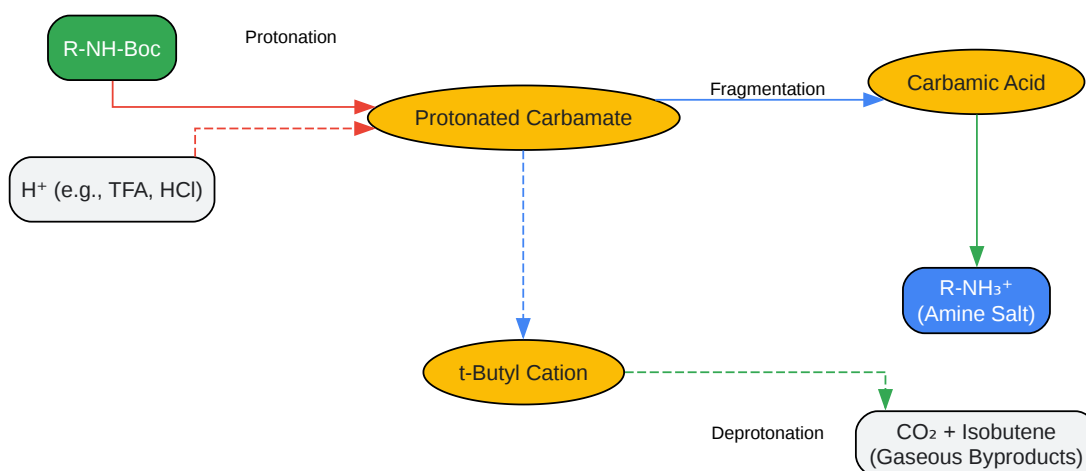 R-NH-Boc
Protonation
H⁺ (e.g., TFA, HCl)
Protonated Carbamate
Fragmentation
Carbamic Acid
R-NH₃⁺
(Amine Salt)
t-Butyl Cation
Deprotonation
CO₂ + Isobutene
(Gaseous Byproducts)